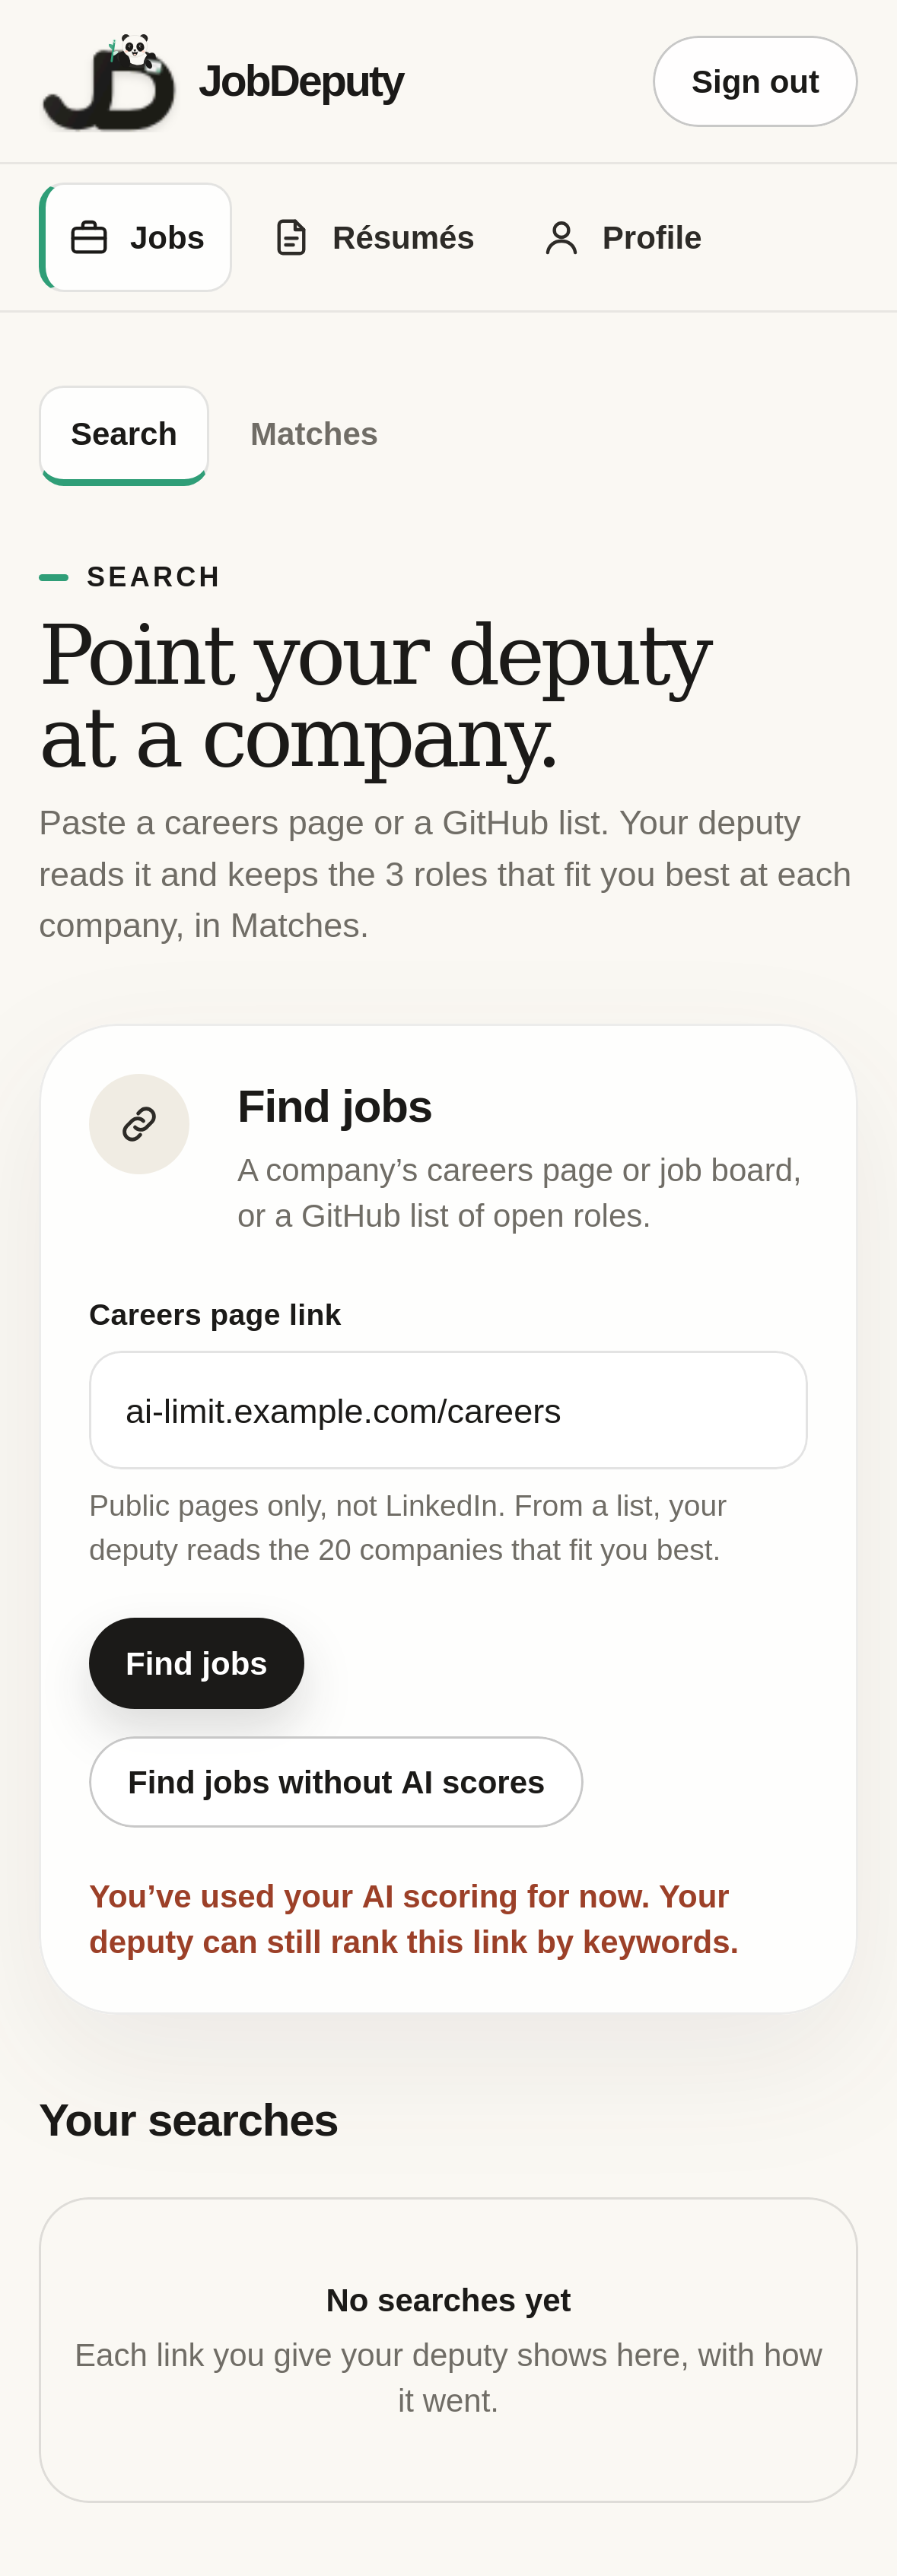 JD
JobDeputy
Sign out
Jobs
Résumés
Profile
Search
Matches
SEARCH
Point your deputy
at a company.
Paste a careers page or a GitHub list. Your deputy
reads it and keeps the 3 roles that fit you best at each
company, in Matches.
Find jobs
A company’s careers page or job board,
or a GitHub list of open roles.
Careers page link
ai-limit.example.com/careers
Public pages only, not LinkedIn. From a list, your
deputy reads the 20 companies that fit you best.
Find jobs
Find jobs without AI scores
You’ve used your AI scoring for now. Your
deputy can still rank this link by keywords.
Your searches
No searches yet
Each link you give your deputy shows here, with how
it went.